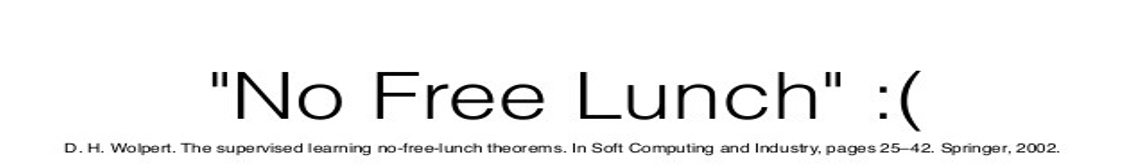 "No Free Lunch" :(
D. H. Wolpert. The supervised learning no-free-lunch theorems. In Soft Computing and Industry, pages 25–42. Springer, 2002.